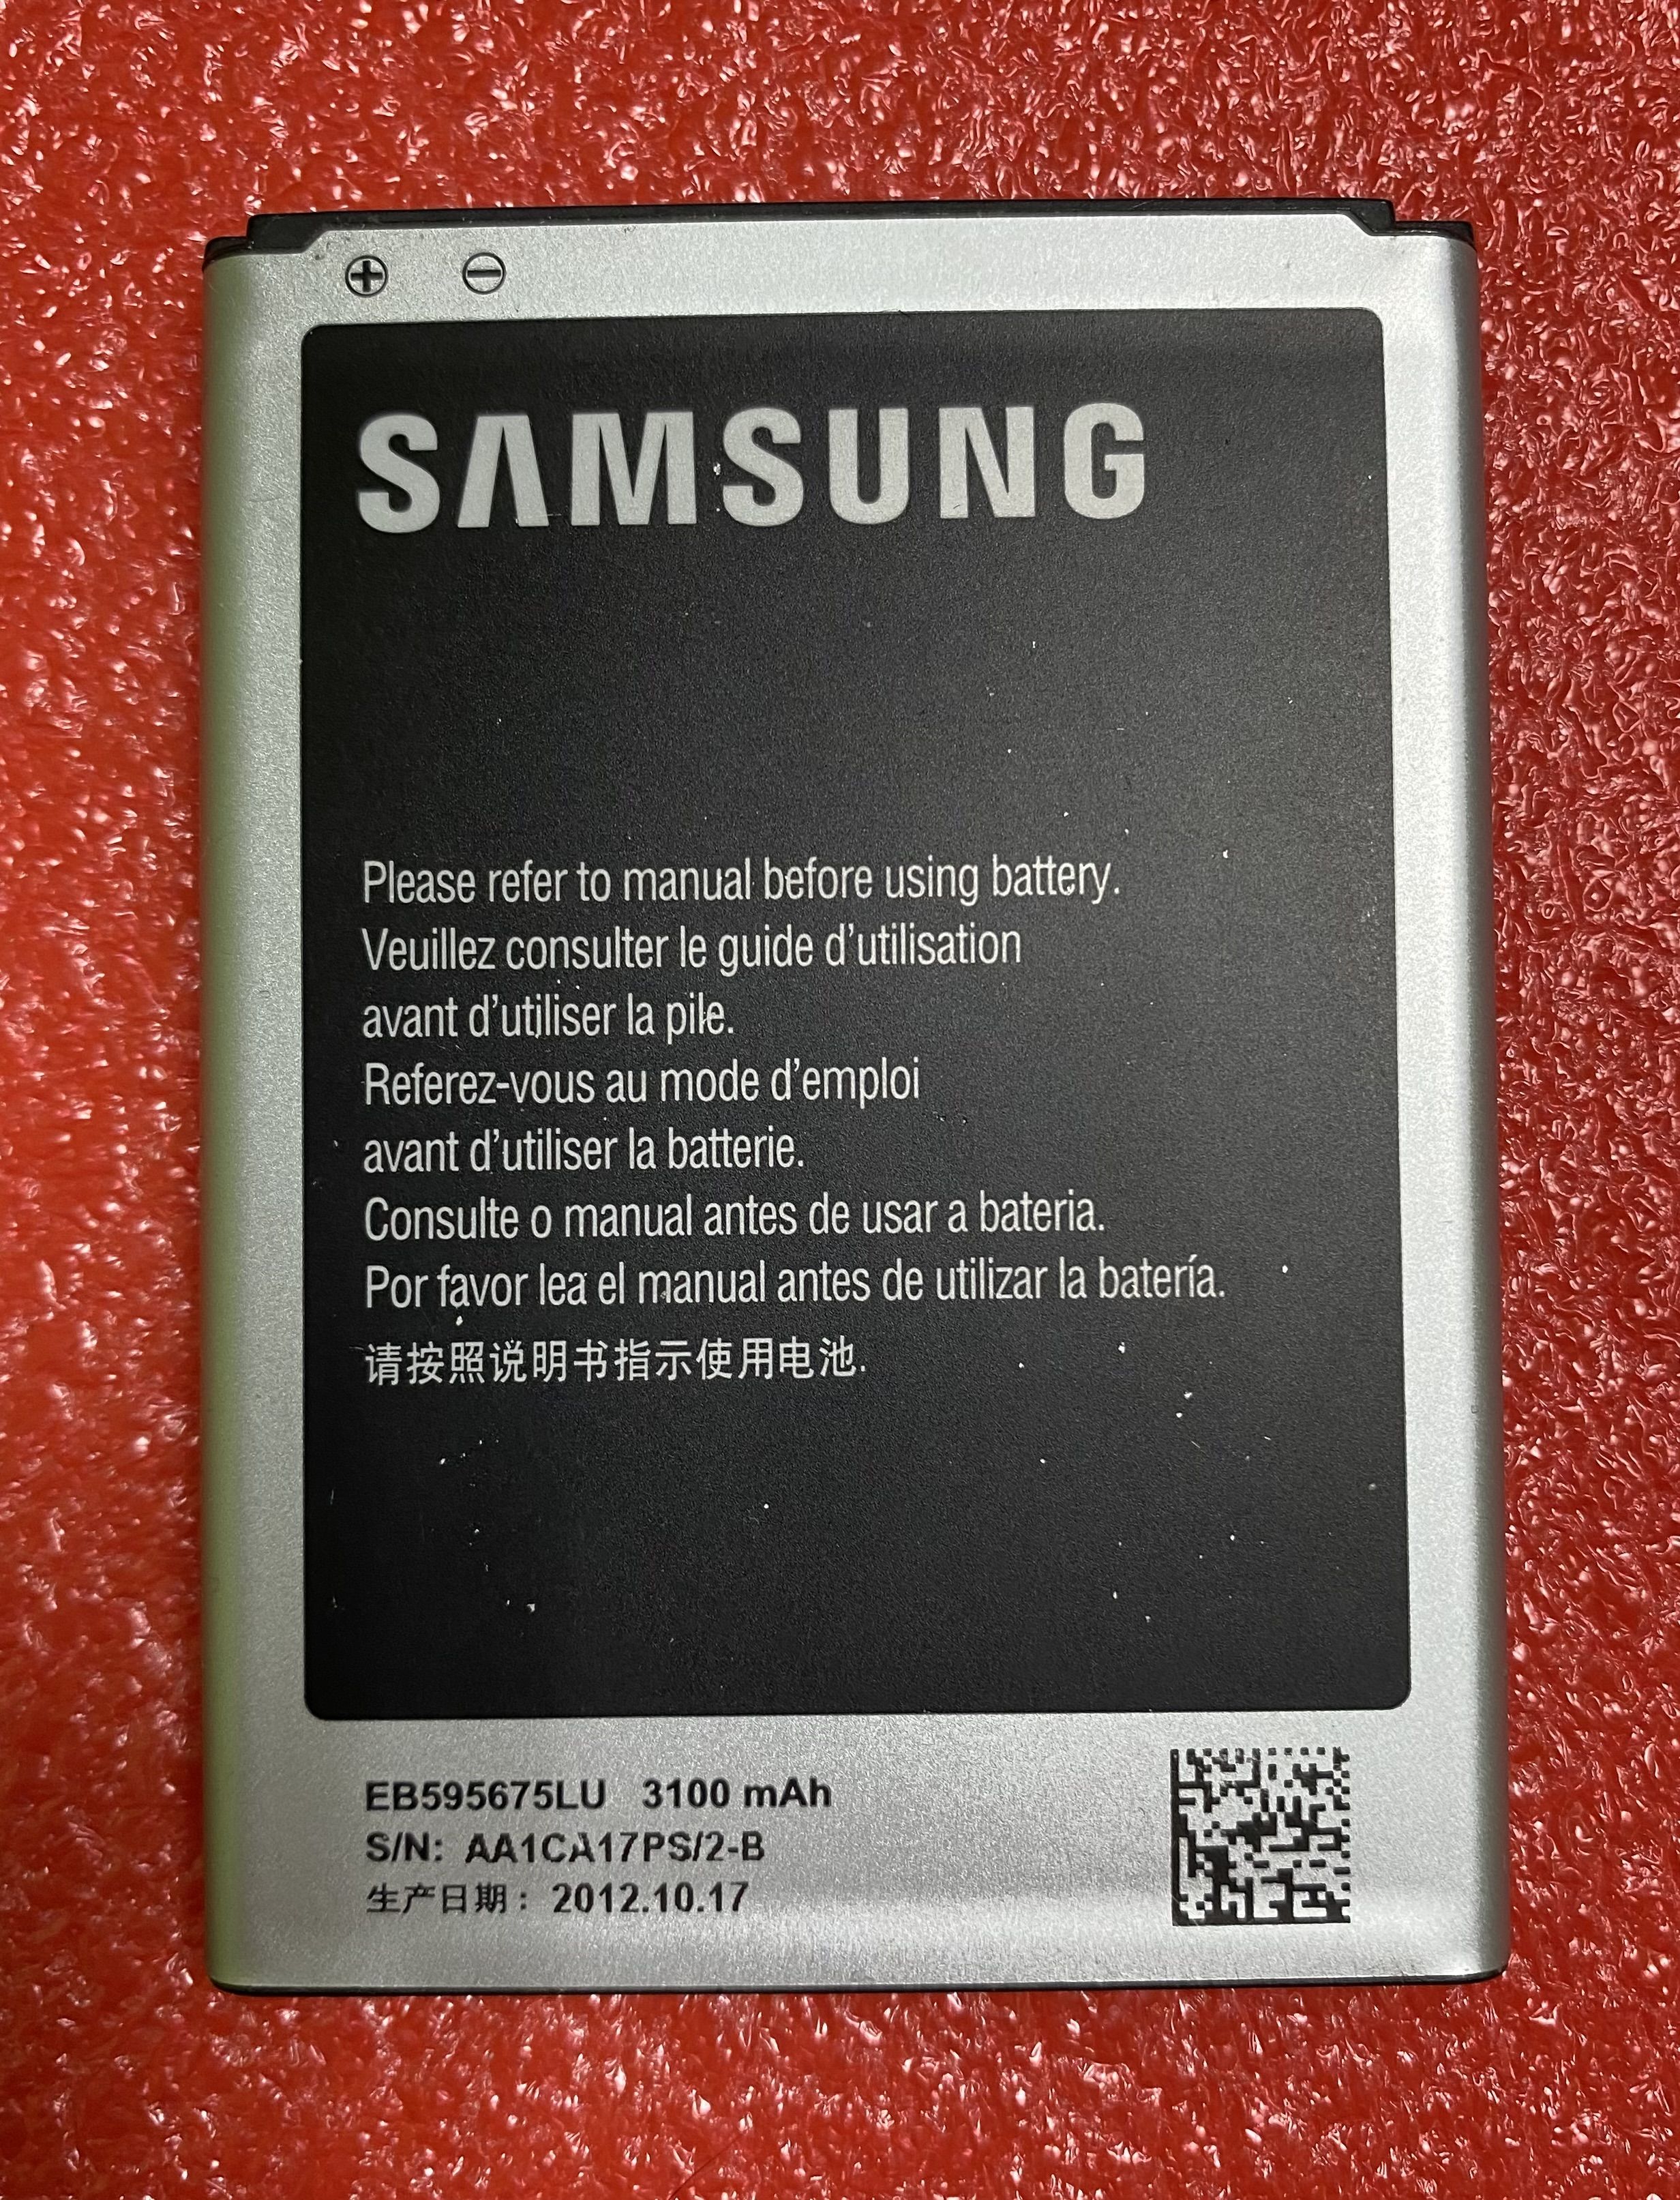 + −
SAMSUNG
Please refer to manual before using battery.
Veuillez consulter le guide d'utilisation
avant d'utiliser la pile.
Referez-vous au mode d'emploi
avant d'utiliser la batterie.
Consulte o manual antes de usar a bateria.
Por favor lea el manual antes de utilizar la batería.
请按照说明书指示使用电池.
EB595675LU 3100 mAh
S/N: AA1CA17PS/2-B
生产日期: 2012.10.17